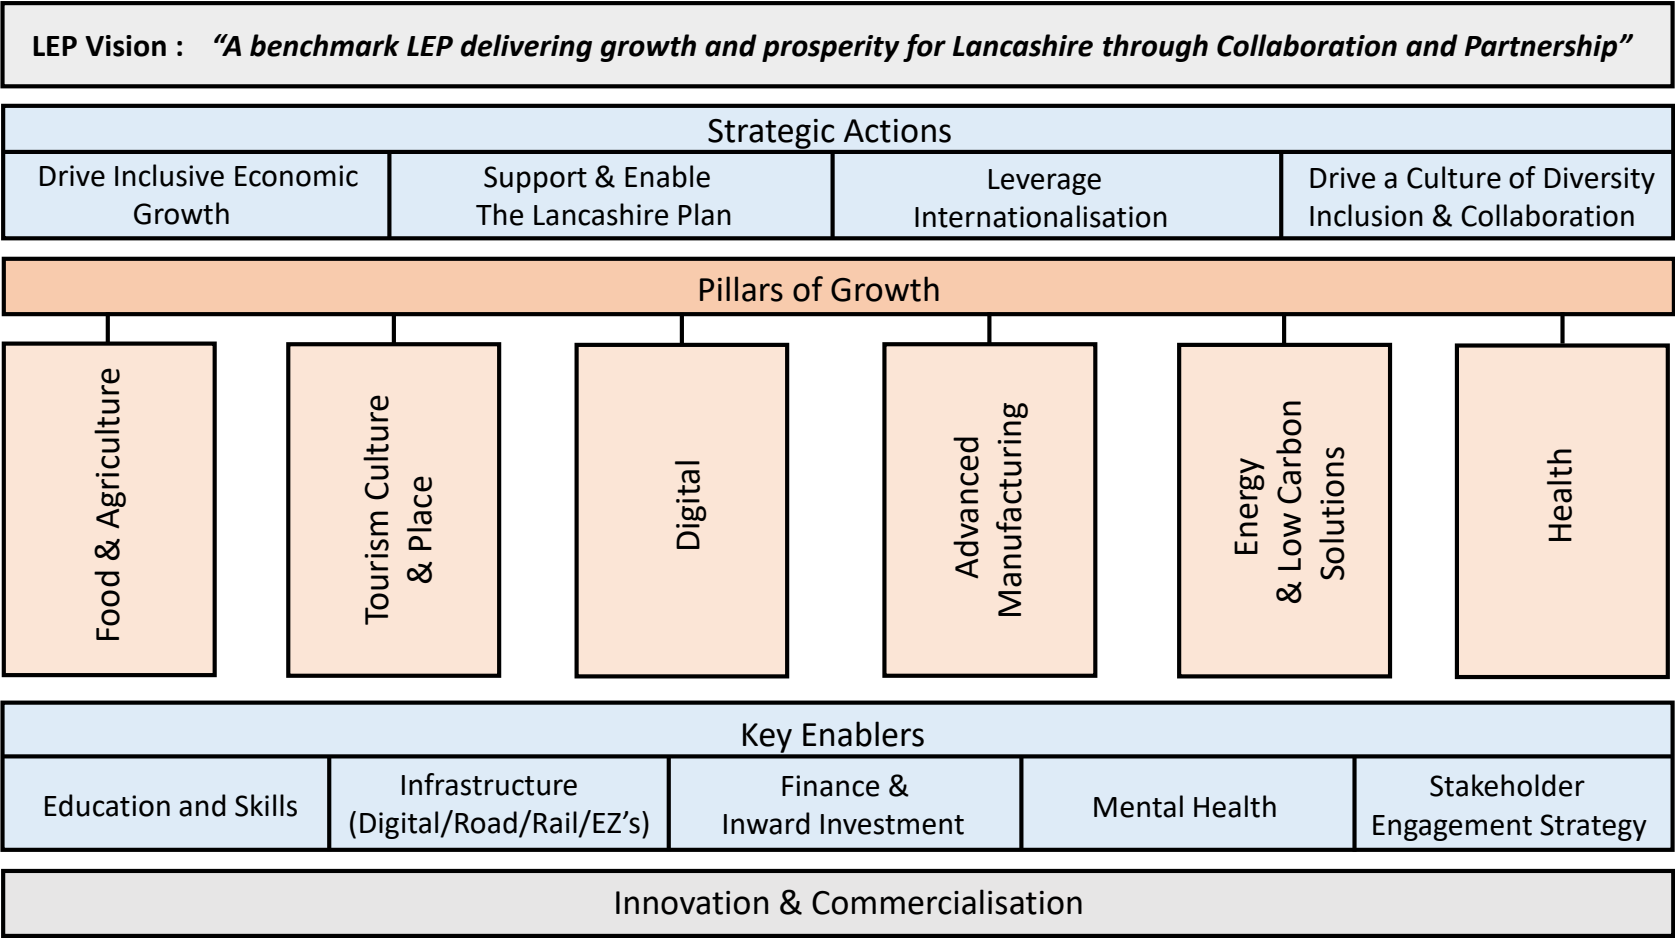 LEP Vision : “A benchmark LEP delivering growth and prosperity for Lancashire through Collaboration and Partnership”
Strategic Actions
Drive Inclusive Economic
Growth
Support & Enable
The Lancashire Plan
Leverage
Internationalisation
Drive a Culture of Diversity
Inclusion & Collaboration
Pillars of Growth
Food & Agriculture
Tourism Culture
& Place
Digital
Advanced
Manufacturing
Energy
& Low Carbon
Solutions
Health
Key Enablers
Education and Skills
Infrastructure
(Digital/Road/Rail/EZ’s)
Finance &
Inward Investment
Mental Health
Stakeholder
Engagement Strategy
Innovation & Commercialisation